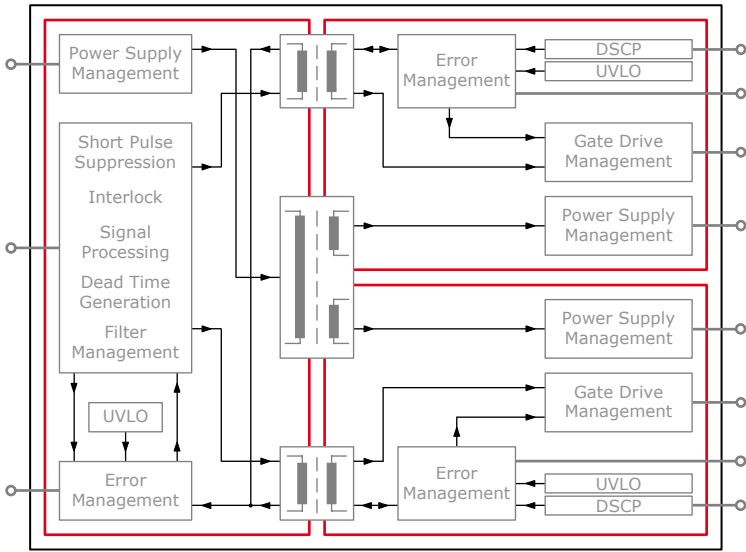 Power Supply
Management
Short Pulse
Suppression
Interlock
Signal
Processing
Dead Time
Generation
Filter
Management
UVLO
Error
Management
Error
Management
DSCP
UVLO
Gate Drive
Management
Power Supply
Management
Power Supply
Management
Gate Drive
Management
Error
Management
UVLO
DSCP